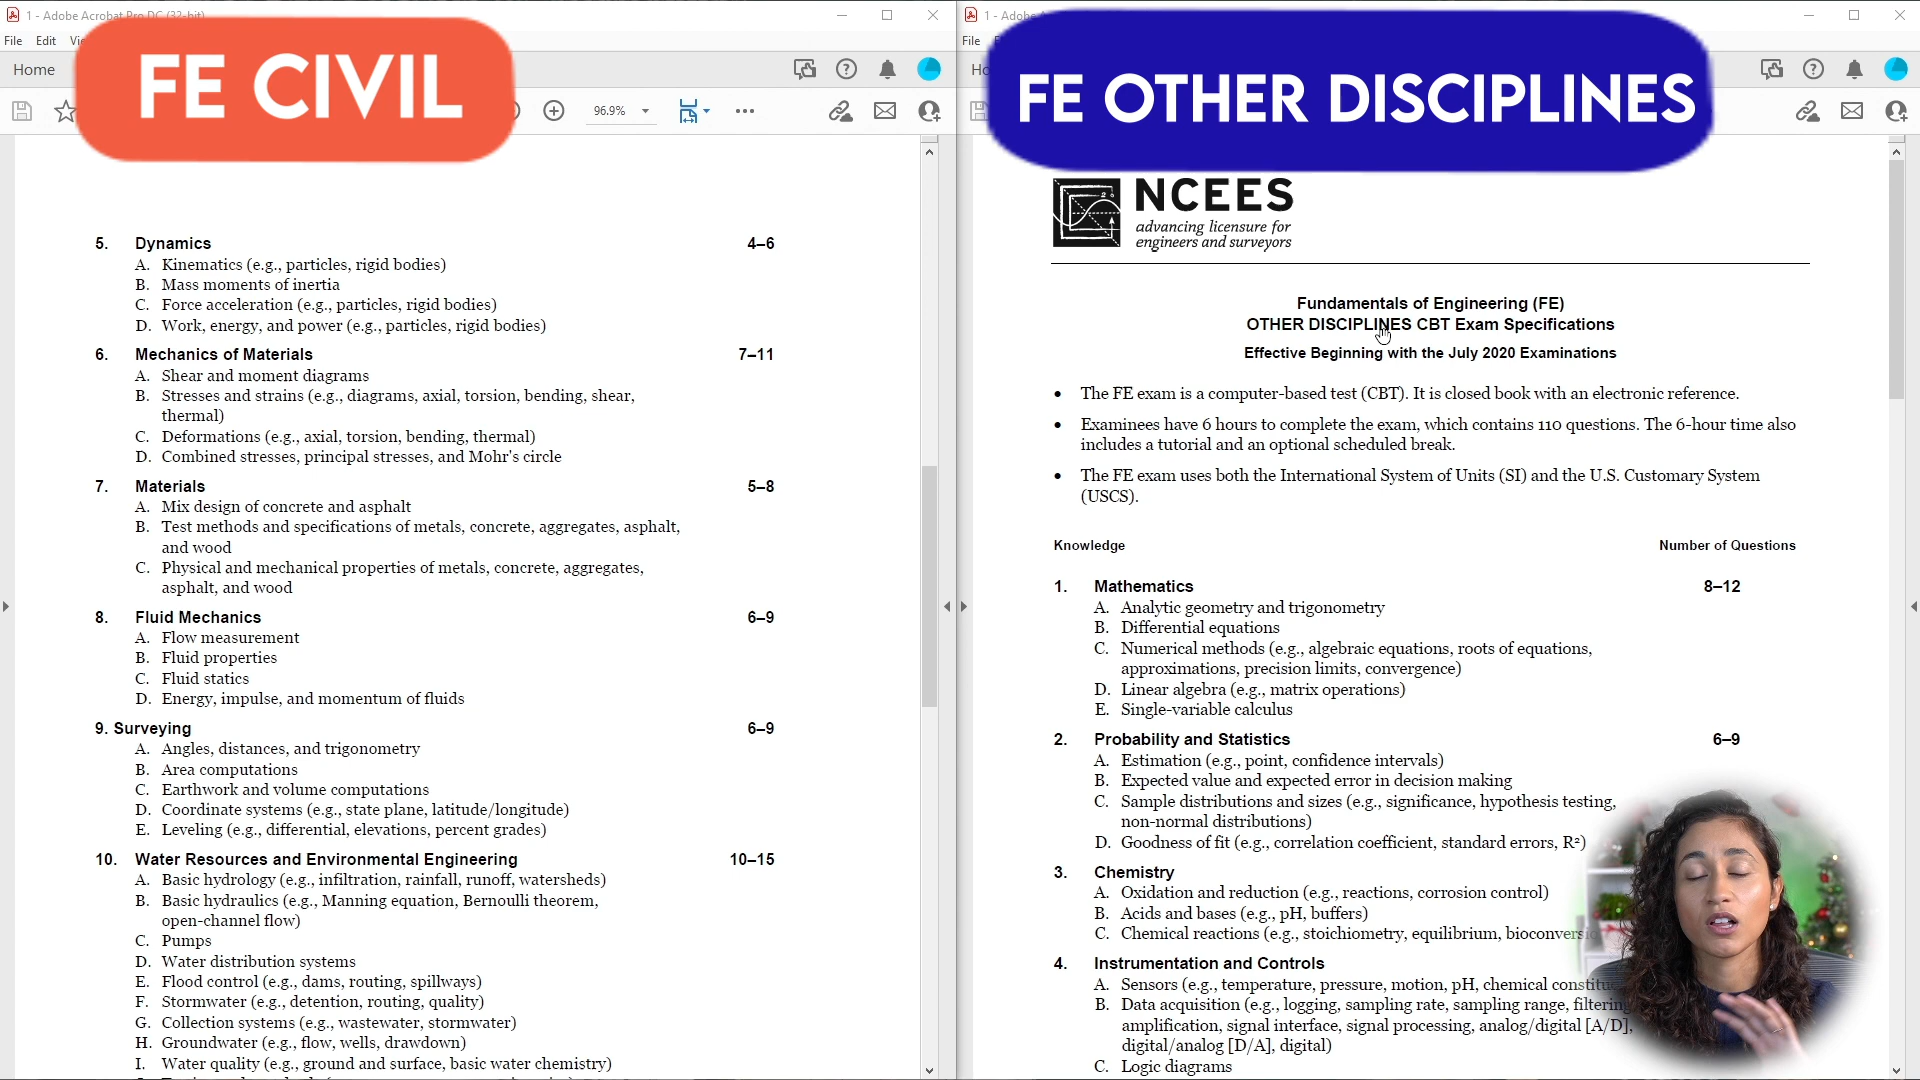 1 - Adobe Acrobat Pro DC (32-bit)
File Edit
Home
96.9%
FE CIVIL
5. Dynamics 4–6
A. Kinematics (e.g., particles, rigid bodies)
B. Mass moments of inertia
C. Force acceleration (e.g., particles, rigid bodies)
D. Work, energy, and power (e.g., particles, rigid bodies)
6. Mechanics of Materials 7–11
A. Shear and moment diagrams
B. Stresses and strains (e.g., diagrams, axial, torsion, bending, shear,
thermal)
C. Deformations (e.g., axial, torsion, bending, thermal)
D. Combined stresses, principal stresses, and Mohr's circle
7. Materials 5–8
A. Mix design of concrete and asphalt
B. Test methods and specifications of metals, concrete, aggregates, asphalt,
and wood
C. Physical and mechanical properties of metals, concrete, aggregates,
asphalt, and wood
8. Fluid Mechanics 6–9
A. Flow measurement
B. Fluid properties
C. Fluid statics
D. Energy, impulse, and momentum of fluids
9. Surveying 6–9
A. Angles, distances, and trigonometry
B. Area computations
C. Earthwork and volume computations
D. Coordinate systems (e.g., state plane, latitude/longitude)
E. Leveling (e.g., differential, elevations, percent grades)
10. Water Resources and Environmental Engineering 10–15
A. Basic hydrology (e.g., infiltration, rainfall, runoff, watersheds)
B. Basic hydraulics (e.g., Manning equation, Bernoulli theorem,
open-channel flow)
C. Pumps
D. Water distribution systems
E. Flood control (e.g., dams, routing, spillways)
F. Stormwater (e.g., detention, routing, quality)
G. Collection systems (e.g., wastewater, stormwater)
H. Groundwater (e.g., flow, wells, drawdown)
I. Water quality (e.g., ground and surface, basic water chemistry)
1 - Adobe
File
FE OTHER DISCIPLINES
NCEES
advancing licensure for
engineers and surveyors
Fundamentals of Engineering (FE)
OTHER DISCIPLINES CBT Exam Specifications
Effective Beginning with the July 2020 Examinations
• The FE exam is a computer-based test (CBT). It is closed book with an electronic reference.
• Examinees have 6 hours to complete the exam, which contains 110 questions. The 6-hour time also
includes a tutorial and an optional scheduled break.
• The FE exam uses both the International System of Units (SI) and the U.S. Customary System
(USCS).
Knowledge Number of Questions
1. Mathematics 8–12
A. Analytic geometry and trigonometry
B. Differential equations
C. Numerical methods (e.g., algebraic equations, roots of equations,
approximations, precision limits, convergence)
D. Linear algebra (e.g., matrix operations)
E. Single-variable calculus
2. Probability and Statistics 6–9
A. Estimation (e.g., point, confidence intervals)
B. Expected value and expected error in decision making
C. Sample distributions and sizes (e.g., significance, hypothesis testing,
non-normal distributions)
D. Goodness of fit (e.g., correlation coefficient, standard errors, R²)
3. Chemistry
A. Oxidation and reduction (e.g., reactions, corrosion control)
B. Acids and bases (e.g., pH, buffers)
C. Chemical reactions (e.g., stoichiometry, equilibrium,
4. Instrumentation and Controls
A. Sensors (e.g., temperature, pressure, motion, pH, chemical
B. Data acquisition (e.g., logging, sampling rate, sampling range,
amplification, signal interface, signal processing, analog/digital [A/D],
digital/analog [D/A], digital)
C. Logic diagrams